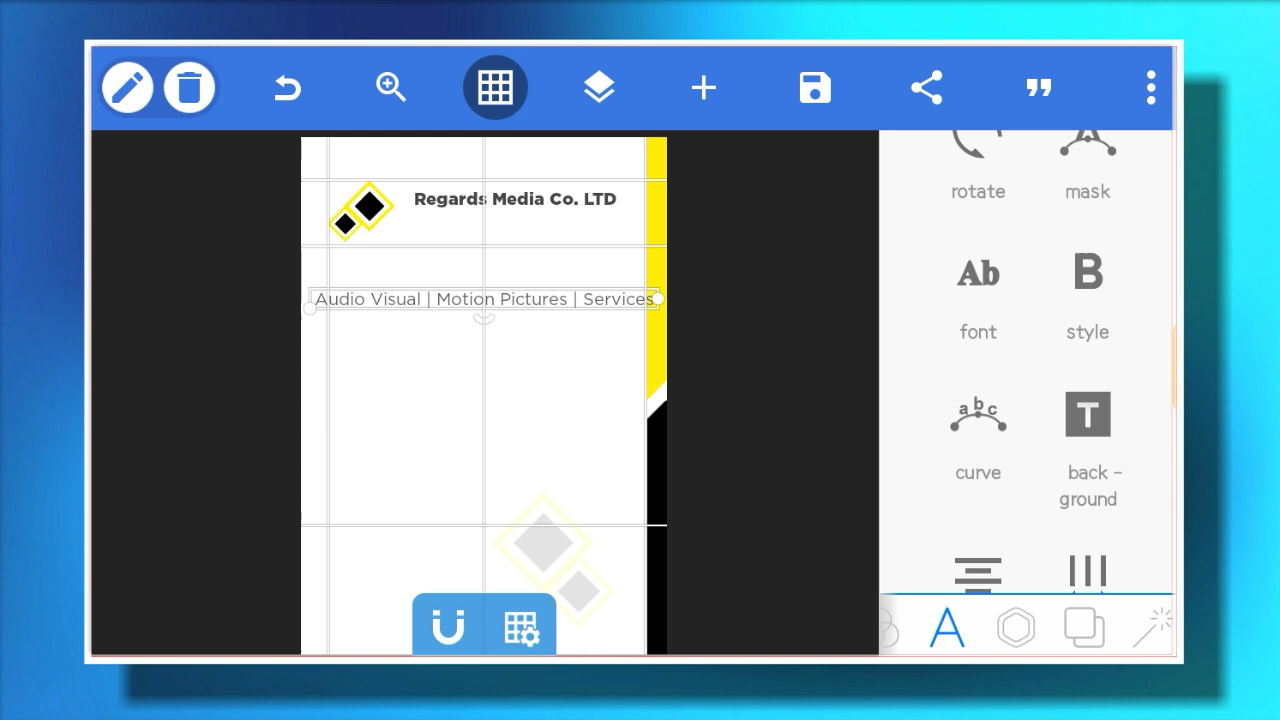 Regards Media Co. LTD
Audio Visual | Motion Pictures | Services
rotate
mask
Ab
font
B
style
abc
curve
T
back -
ground
A